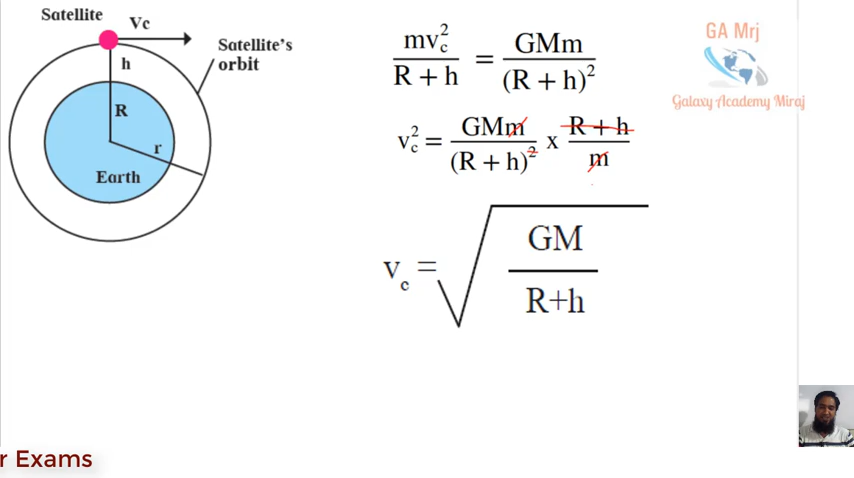 Satellite
Vc
h
Satellite's
orbit
R
r
Earth
mv_c^2 / (R + h) = GMm / (R + h)^2
v_c^2 = GMm / (R + h)^2 x (R + h) / m
v_c = √(GM / (R+h))
GA Mrj
Galaxy Academy Miraj
r Exams